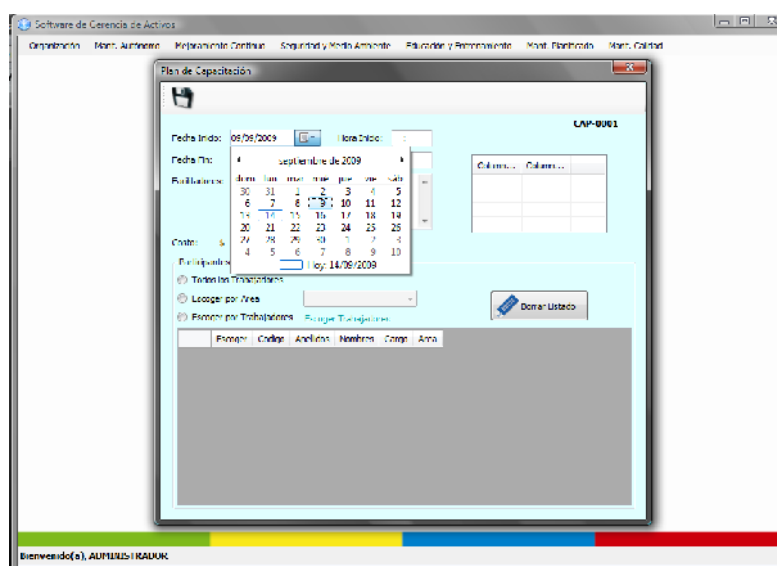 Software de Gerencia de Activos
Organización Mant. Autónomo Mejoramiento Continuo Seguridad y Medio Ambiente Educación y Entrenamiento Mant. Planificado Mant. Calidad
Plan de Capacitación
CAP-0001
Fecha Inicio: 09/09/2009 Hora Inicio: :
Fecha Fin:
Colum... Colum...
septiembre de 2009
Facilitadores:
dom lun mar mié jue vie sáb
30 31 1 2 3 4 5
6 7 8 9 10 11 12
13 14 15 16 17 18 19
20 21 22 23 24 25 26
27 28 29 30 1 2 3
4 5 6 7 8 9 10
Hoy: 14/09/2009
Costo: $
Participantes
Todos los Trabajadores
Escoger por Area
Escoger por Trabajadores Escoger Trabajadores
Borrar Listado
Escoger Codigo Apellidos Nombres Cargo Area
Bienvenido(a), ADMINISTRADOR